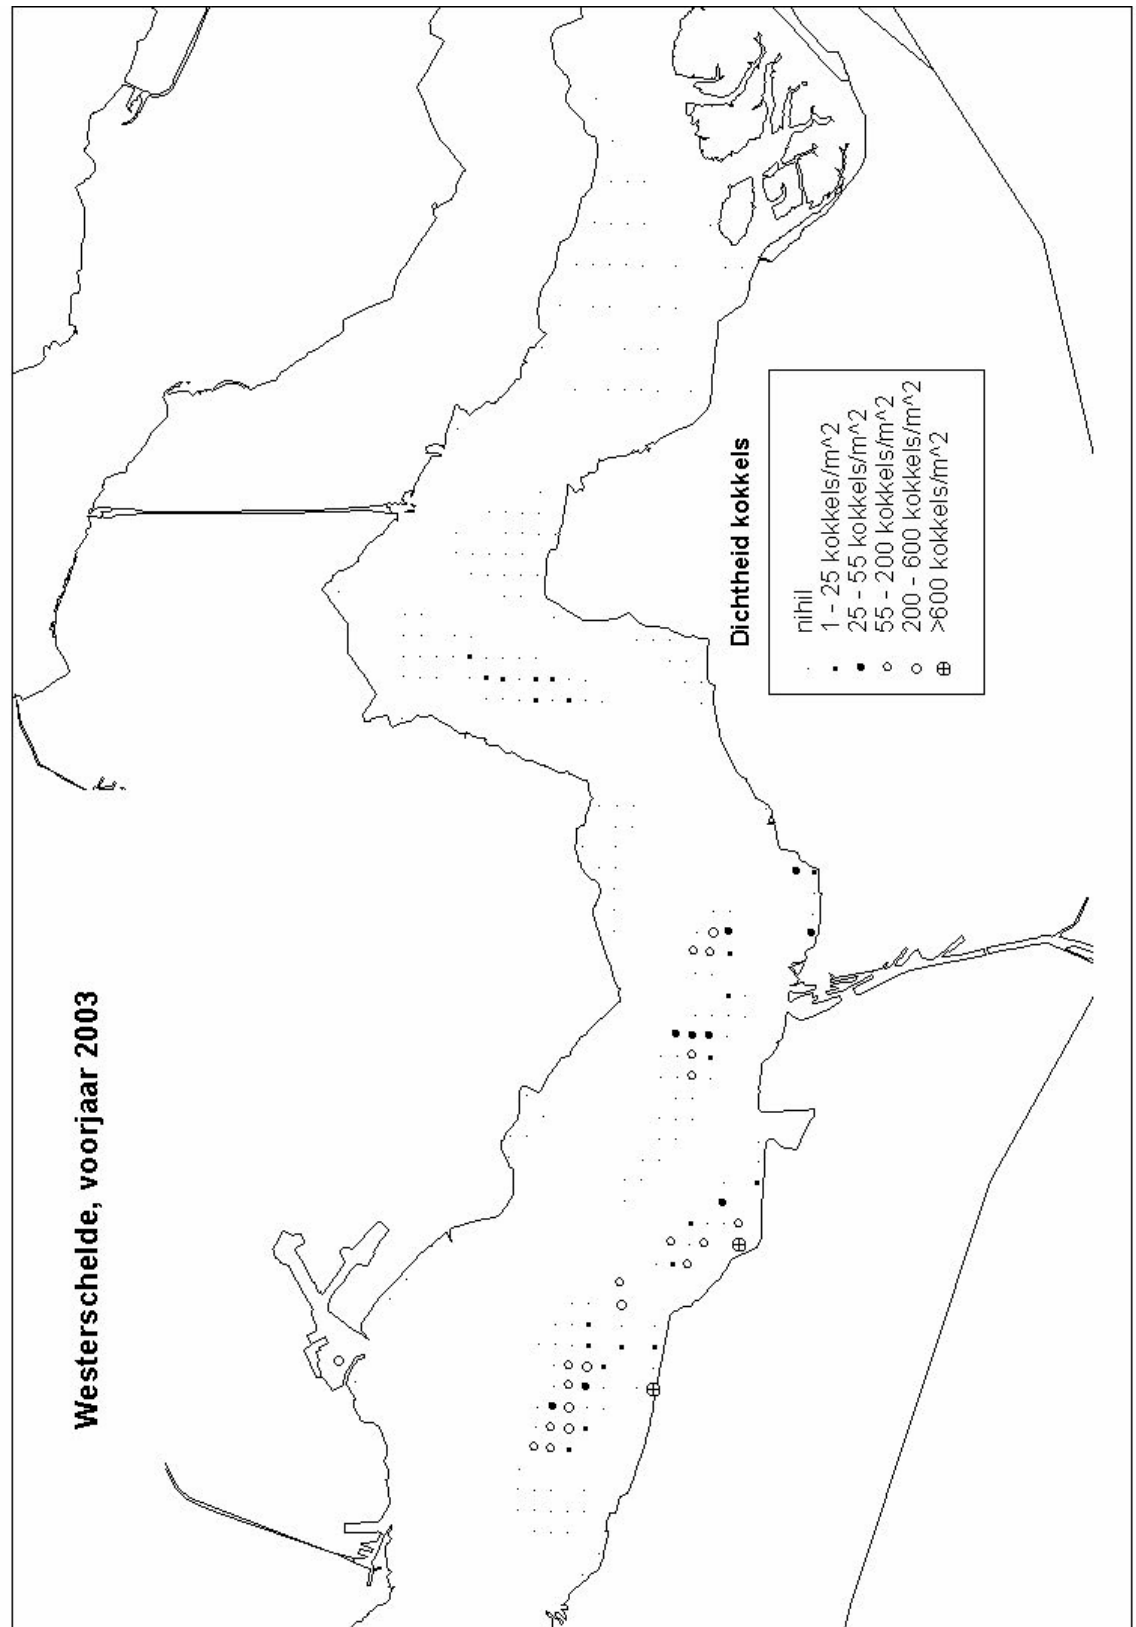 Westerschelde, voorjaar 2003
Dichtheid kokkels
nihil
1 - 25 kokkels/m^2
25 - 55 kokkels/m^2
55 - 200 kokkels/m^2
200 - 600 kokkels/m^2
>600 kokkels/m^2